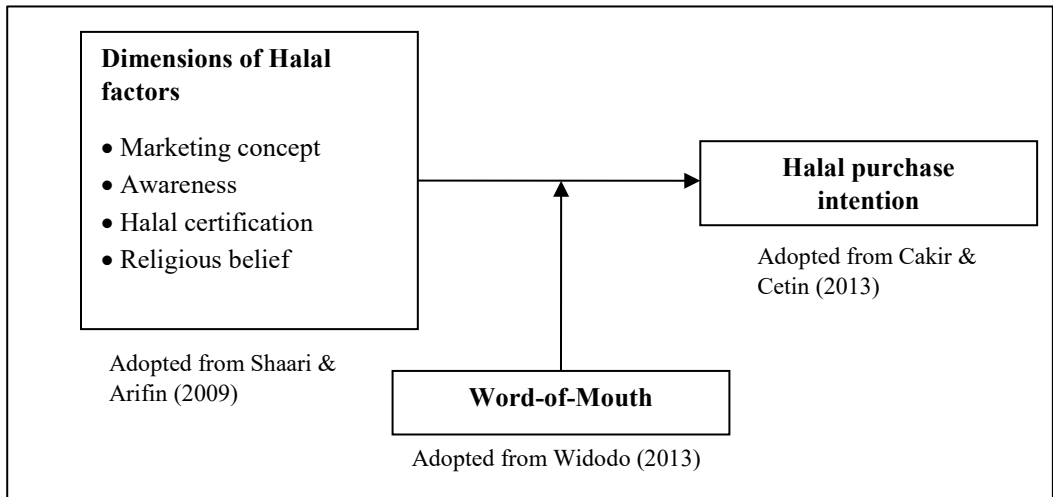 Dimensions of Halal
factors
• Marketing concept
• Awareness
• Halal certification
• Religious belief
Adopted from Shaari &
Arifin (2009)
Halal purchase
intention
Adopted from Cakir &
Cetin (2013)
Word-of-Mouth
Adopted from Widodo (2013)